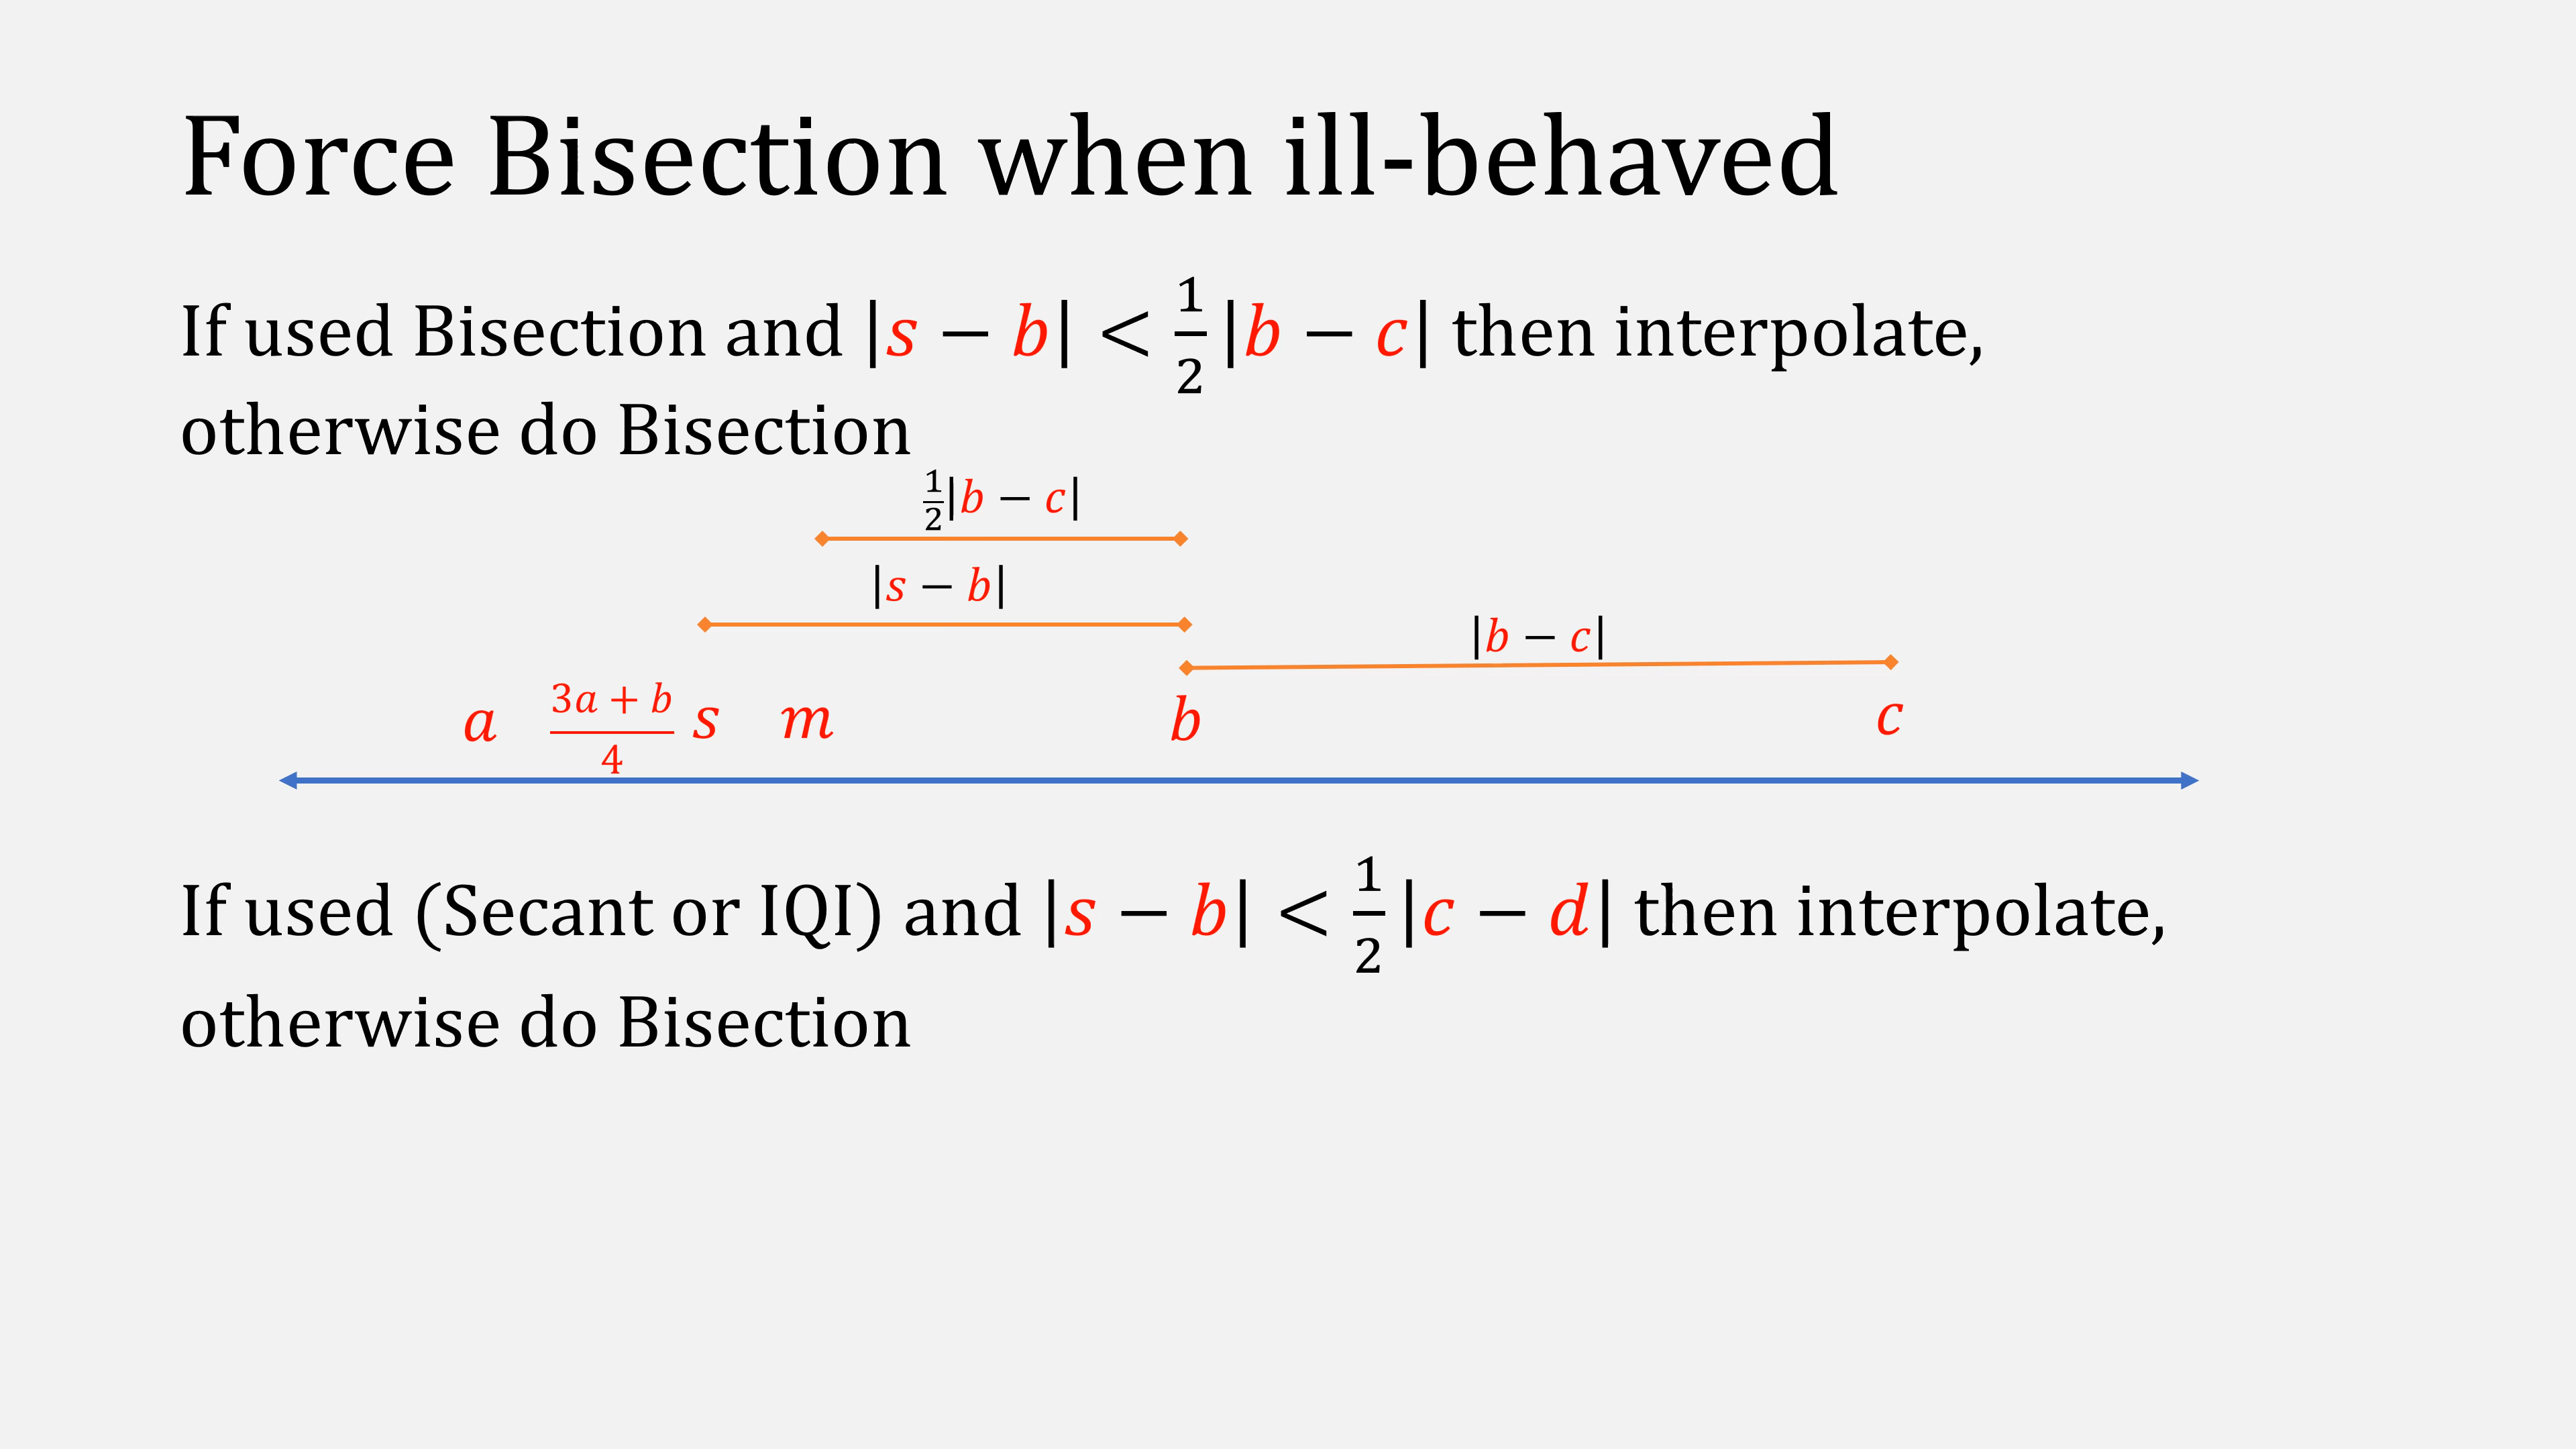 Force Bisection when ill-behaved
If used Bisection and |s − b| < 1/2 |b − c| then interpolate,
otherwise do Bisection
1/2|b − c|
|s − b|
|b − c|
a (3a + b)/4 s m b c
If used (Secant or IQI) and |s − b| < 1/2 |c − d| then interpolate,
otherwise do Bisection